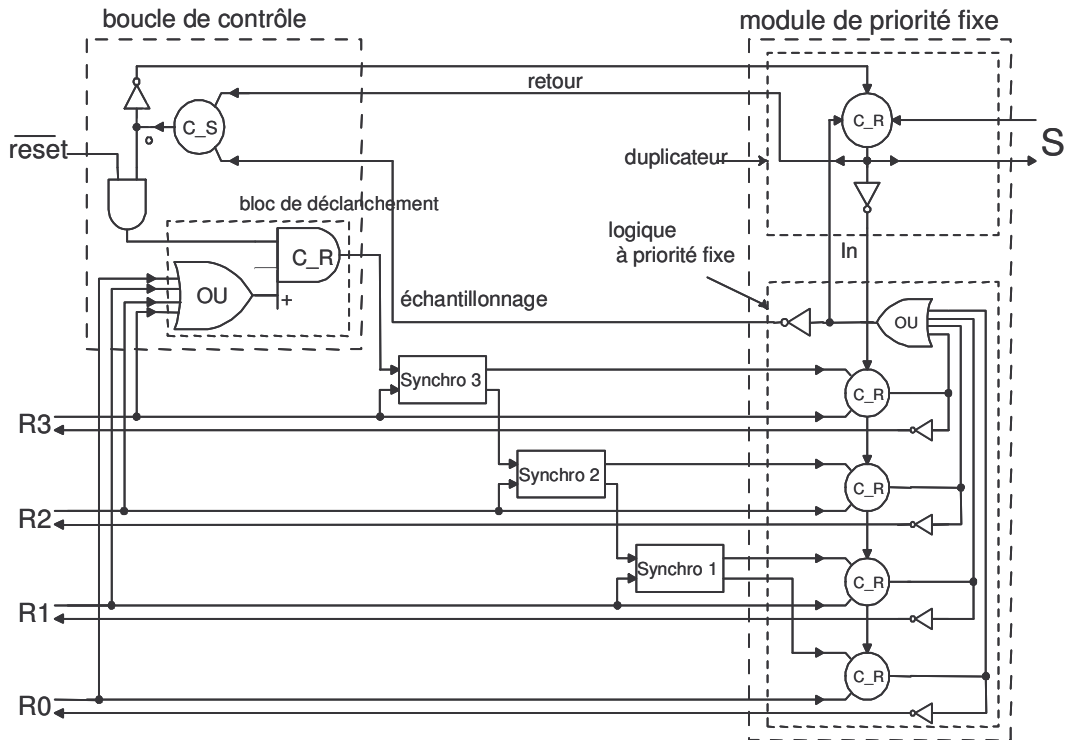 boucle de contrôle
module de priorité fixe
retour
C_S
o
C_R
S
reset
duplicateur
bloc de déclanchement
logique
à priorité fixe
In
C_R
OU
+
échantillonnage
OU
Synchro 3
C_R
R3
Synchro 2
C_R
R2
Synchro 1
C_R
R1
C_R
R0